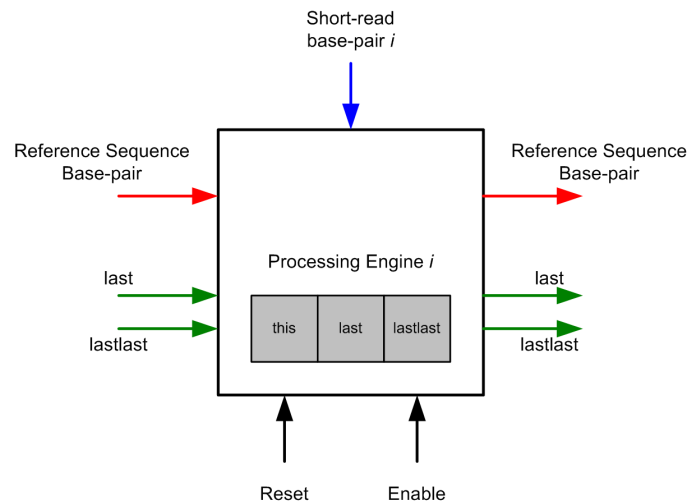 Short-read
base-pair i
Reference Sequence
Base-pair
Reference Sequence
Base-pair
Processing Engine i
last
last
this last lastlast
lastlast
lastlast
Reset
Enable